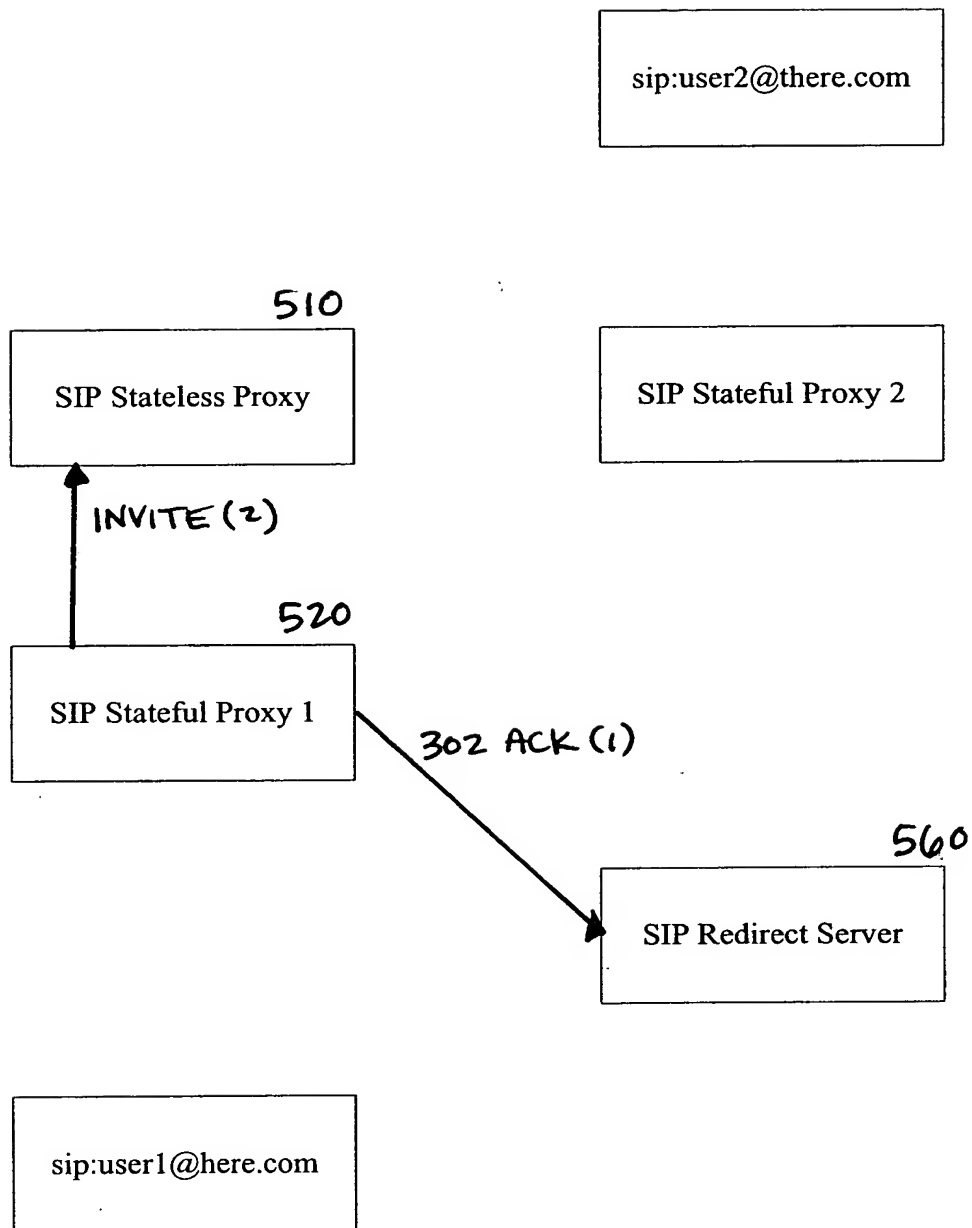 sip:user2@there.com
510
SIP Stateless Proxy
SIP Stateful Proxy 2
INVITE (2)
520
SIP Stateful Proxy 1
302 ACK (1)
560
SIP Redirect Server
sip:user1@here.com